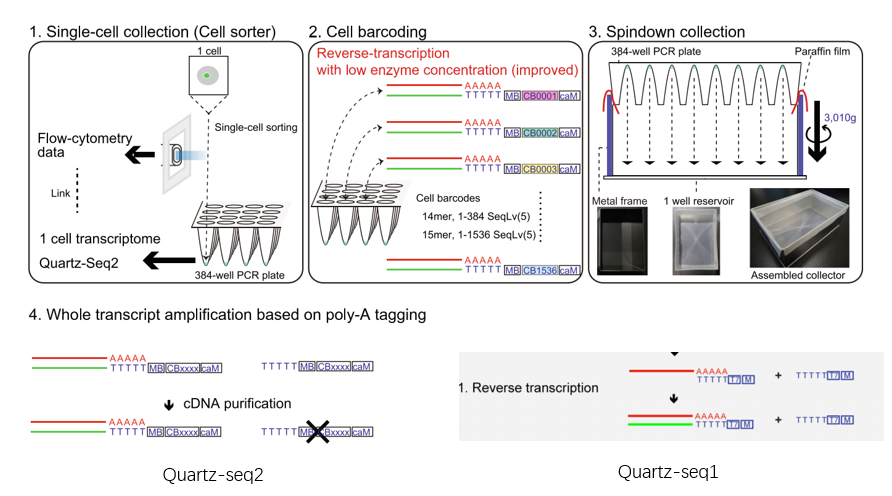 1. Single-cell collection (Cell sorter)
1 cell
Single-cell sorting
Flow-cytometry
data
Link
1 cell transcriptome
Quartz-Seq2
384-well PCR plate
2. Cell barcoding
Reverse-transcription
with low enzyme concentration (improved)
AAAAA
TTTTT MB CB0001 caM
AAAAA
TTTTT MB CB0002 caM
AAAAA
TTTTT MB CB0003 caM
Cell barcodes
14mer, 1-384 SeqLv(5)
15mer, 1-1536 SeqLv(5)
AAAAA
TTTTT MB CB1536 caM
3. Spindown collection
384-well PCR plate
Paraffin film
3,010g
Metal frame
1 well reservoir
Assembled collector
4. Whole transcript amplification based on poly-A tagging
AAAAA
TTTTT MB CBxxxx caM
TTTTT MB CBxxxx caM
cDNA purification
AAAAA
TTTTT MB CBxxxx caM
TTTTT MB CBxxxx caM
Quartz-seq2
1. Reverse transcription
AAAAA
TTTTT T7 M + TTTTT T7 M
AAAAA
TTTTT T7 M + TTTTT T7 M
Quartz-seq1